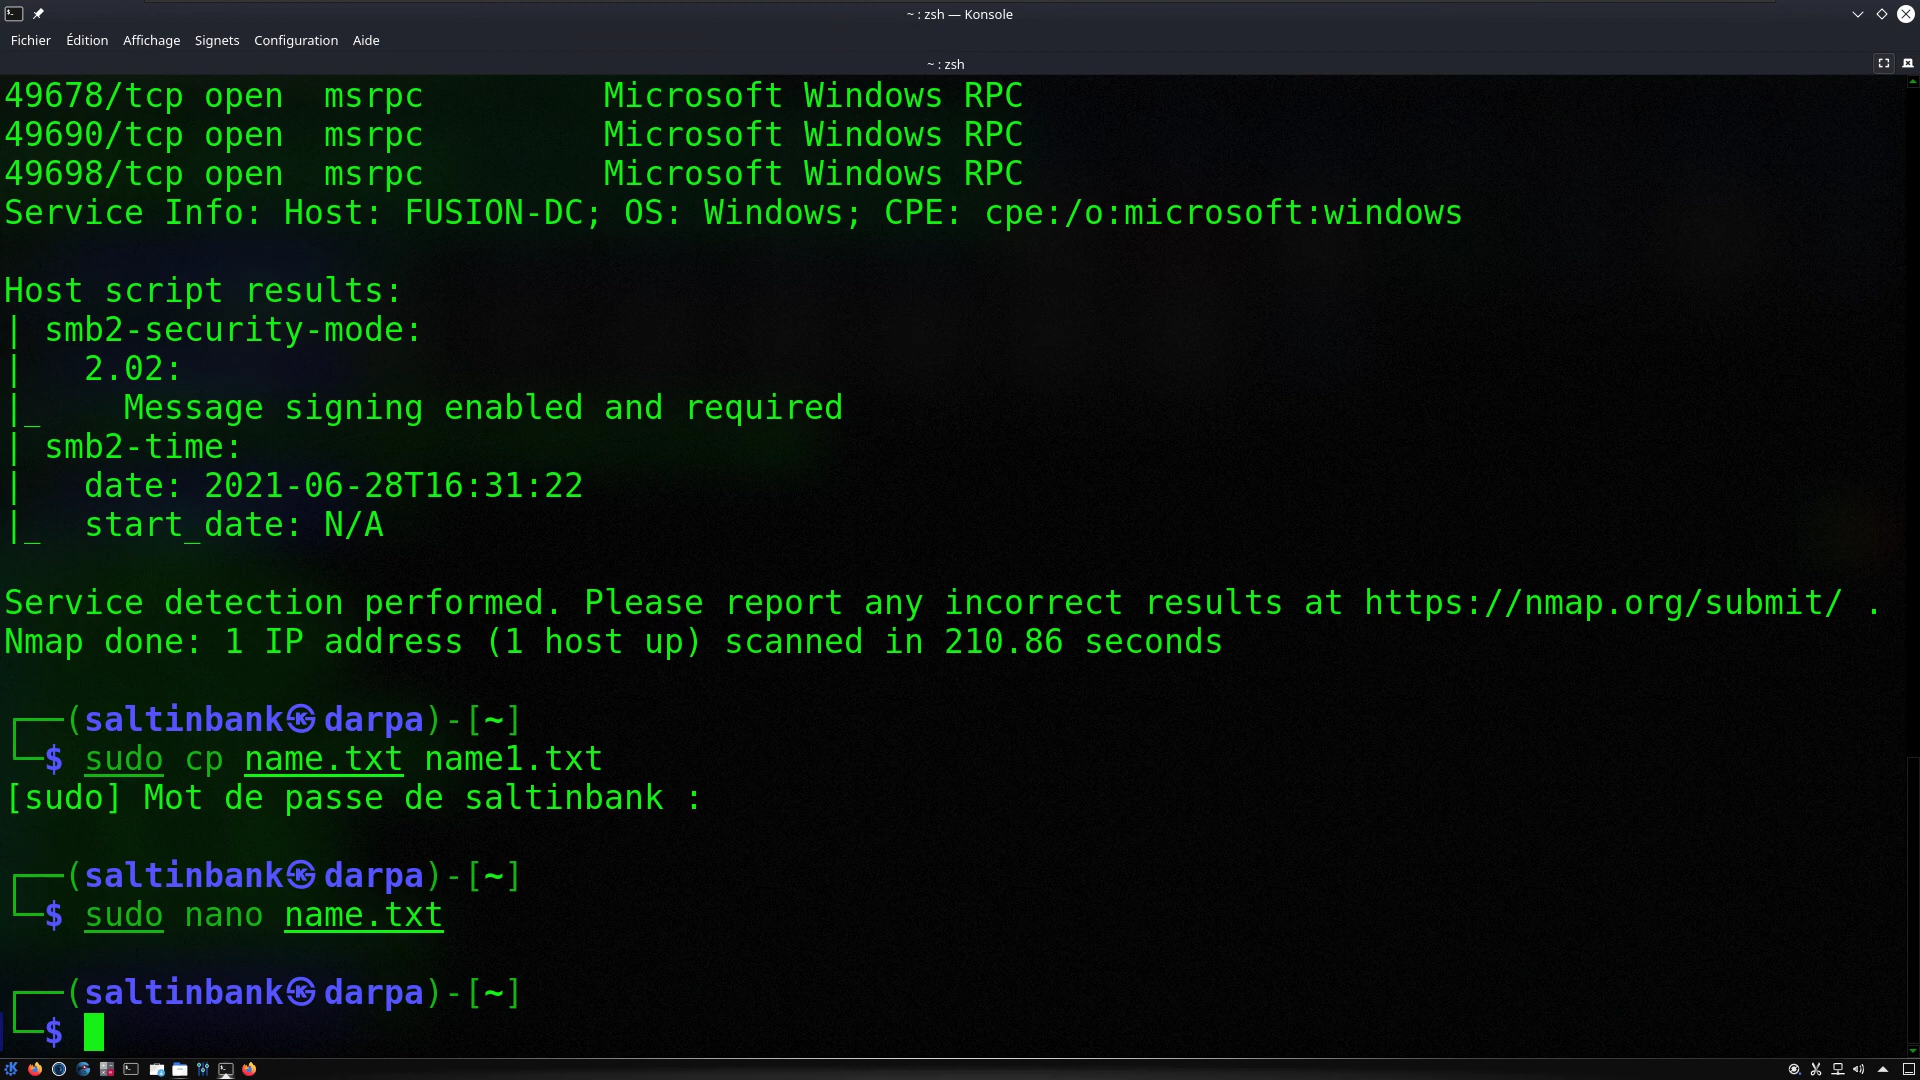 ~ : zsh — Konsole
Fichier Édition Affichage Signets Configuration Aide
~ : zsh
49678/tcp open  msrpc         Microsoft Windows RPC
49690/tcp open  msrpc         Microsoft Windows RPC
49698/tcp open  msrpc         Microsoft Windows RPC
Service Info: Host: FUSION-DC; OS: Windows; CPE: cpe:/o:microsoft:windows
Host script results:
| smb2-security-mode:
|   2.02:
|_    Message signing enabled and required
| smb2-time:
|   date: 2021-06-28T16:31:22
|_  start_date: N/A
Service detection performed. Please report any incorrect results at https://nmap.org/submit/ .
Nmap done: 1 IP address (1 host up) scanned in 210.86 seconds
┌──(saltinbank㉿darpa)-[~]
└─$ sudo cp name.txt name1.txt
[sudo] Mot de passe de saltinbank :
┌──(saltinbank㉿darpa)-[~]
└─$ sudo nano name.txt
┌──(saltinbank㉿darpa)-[~]
└─$